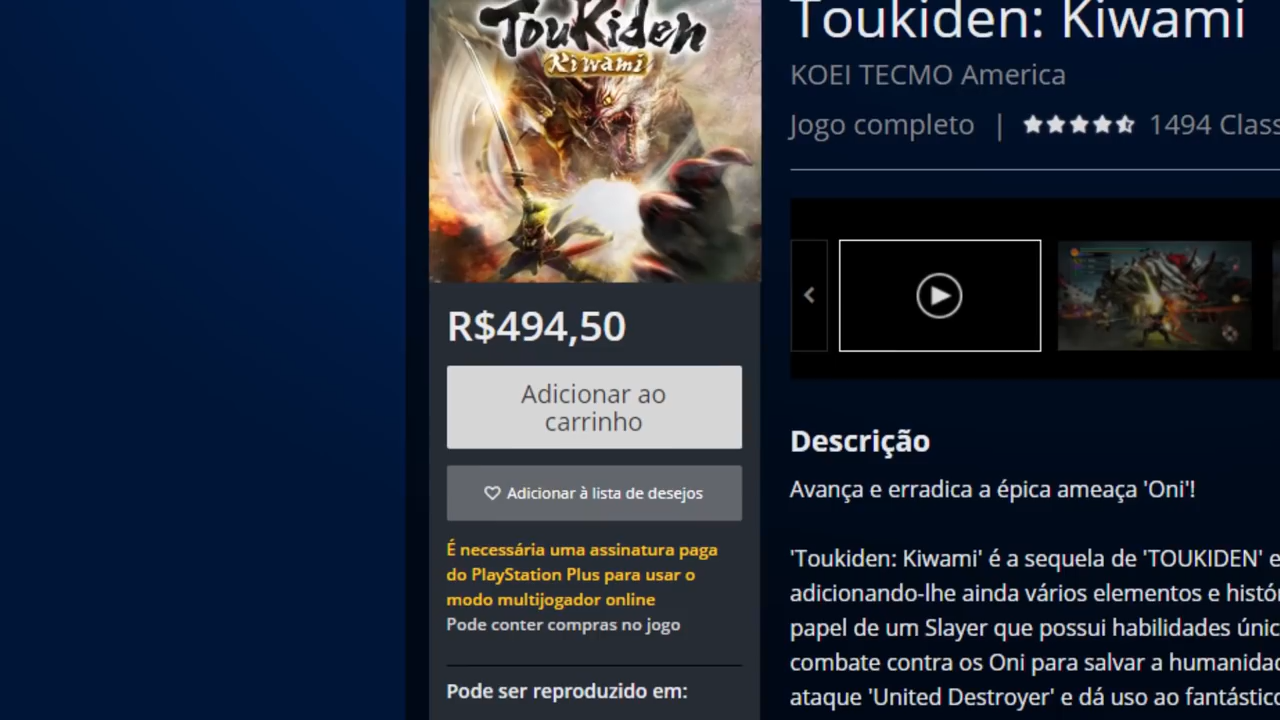 Toukiden
Kiwami
Toukiden: Kiwami
KOEI TECMO America
Jogo completo | 1494
R$494,50
Adicionar ao
carrinho
Adicionar à lista de desejos
É necessária uma assinatura paga
do PlayStation Plus para usar o
modo multijogador online
Pode conter compras no jogo
Pode ser reproduzido em:
Descrição
Avança e erradica a épica ameaça 'Oni'!
'Toukiden: Kiwami' é a sequela de 'TOUKIDEN' e
adicionando-lhe ainda vários elementos e
papel de um Slayer que possui habilidades
combate contra os Oni para salvar a
ataque 'United Destroyer' e dá uso ao